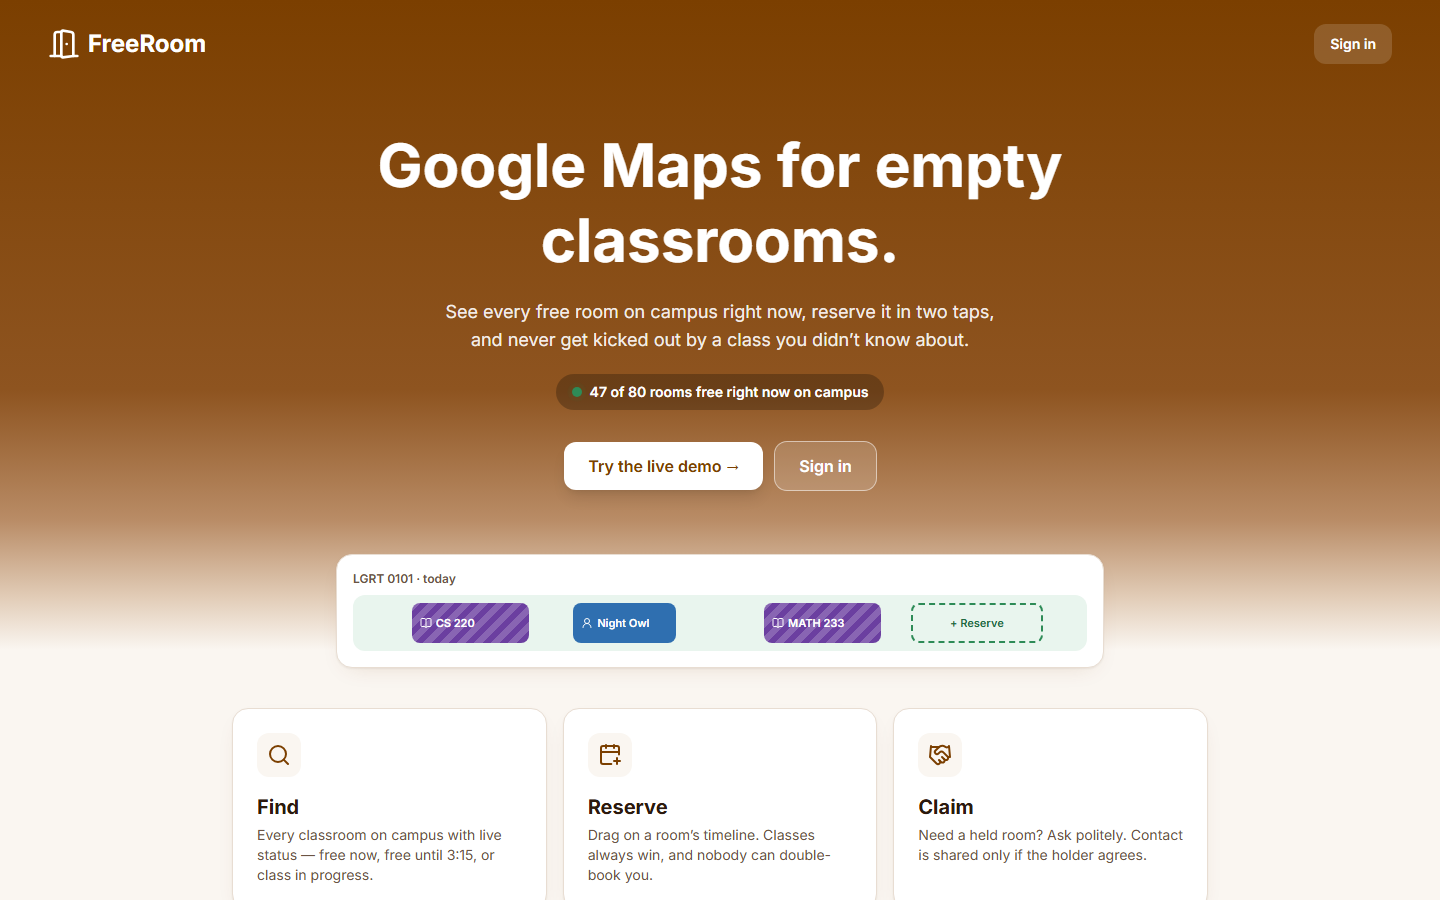 FreeRoom
Sign in
Google Maps for empty
classrooms.
See every free room on campus right now, reserve it in two taps,
and never get kicked out by a class you didn’t know about.
47 of 80 rooms free right now on campus
Try the live demo →
Sign in
LGRT 0101 · today
CS 220
Night Owl
MATH 233
+ Reserve
Find
Every classroom on campus with live
status — free now, free until 3:15, or
class in progress.
Reserve
Drag on a room’s timeline. Classes
always win, and nobody can double-
book you.
Claim
Need a held room? Ask politely. Contact
is shared only if the holder agrees.